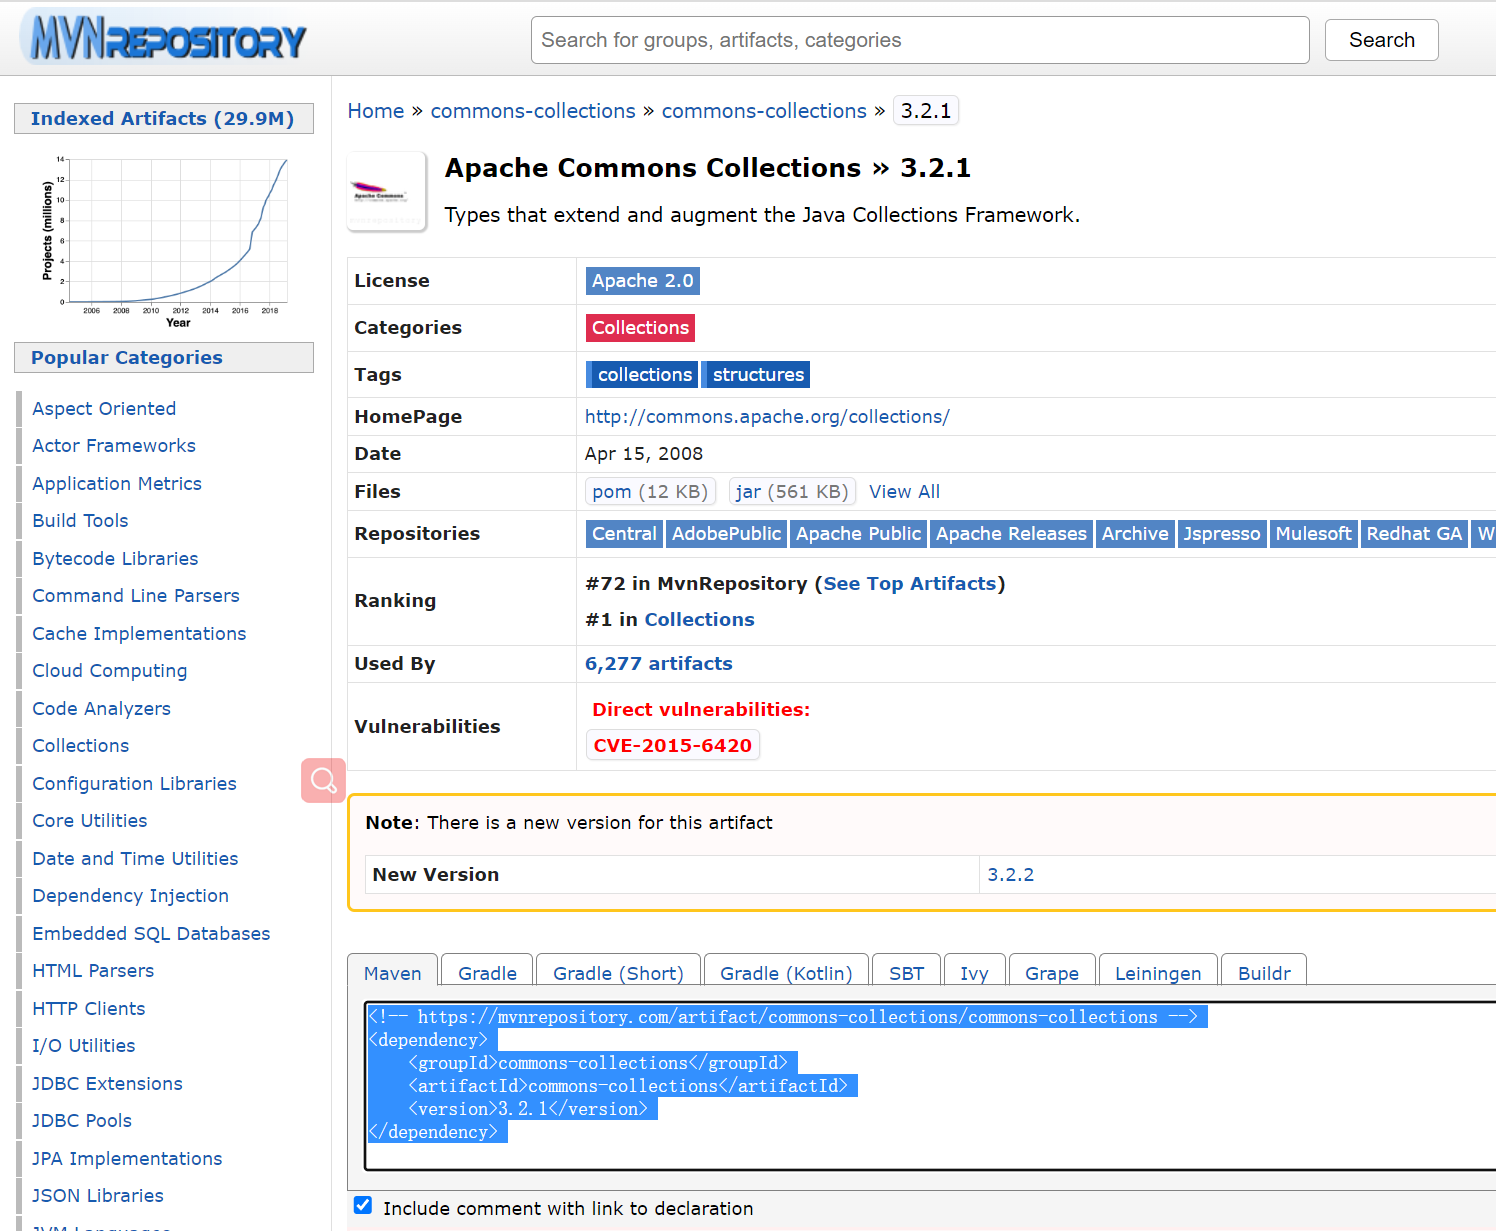 MVNREPOSITORY
Search for groups, artifacts, categories
Search
Indexed Artifacts (29.9M)
Projects (millions)
14
12
10
8
6
4
2
0
2006 2008 2010 2012 2014 2016 2018
Year
Popular Categories
Aspect Oriented
Actor Frameworks
Application Metrics
Build Tools
Bytecode Libraries
Command Line Parsers
Cache Implementations
Cloud Computing
Code Analyzers
Collections
Configuration Libraries
Core Utilities
Date and Time Utilities
Dependency Injection
Embedded SQL Databases
HTML Parsers
HTTP Clients
I/O Utilities
JDBC Extensions
JDBC Pools
JPA Implementations
JSON Libraries
JVM Languages
Home » commons-collections » commons-collections » 3.2.1
Apache Commons
Apache Commons Collections » 3.2.1
Types that extend and augment the Java Collections Framework.
License Apache 2.0
Categories Collections
Tags collections structures
HomePage http://commons.apache.org/collections/
Date Apr 15, 2008
Files pom (12 KB) jar (561 KB) View All
Repositories Central AdobePublic Apache Public Apache Releases Archive Jspresso Mulesoft Redhat GA W
Ranking #72 in MvnRepository (See Top Artifacts)
#1 in Collections
Used By 6,277 artifacts
Vulnerabilities Direct vulnerabilities:
CVE-2015-6420
Note: There is a new version for this artifact
New Version 3.2.2
Maven Gradle Gradle (Short) Gradle (Kotlin) SBT Ivy Grape Leiningen Buildr
<!-- https://mvnrepository.com/artifact/commons-collections/commons-collections -->
<dependency>
    <groupId>commons-collections</groupId>
    <artifactId>commons-collections</artifactId>
    <version>3.2.1</version>
</dependency>
Include comment with link to declaration